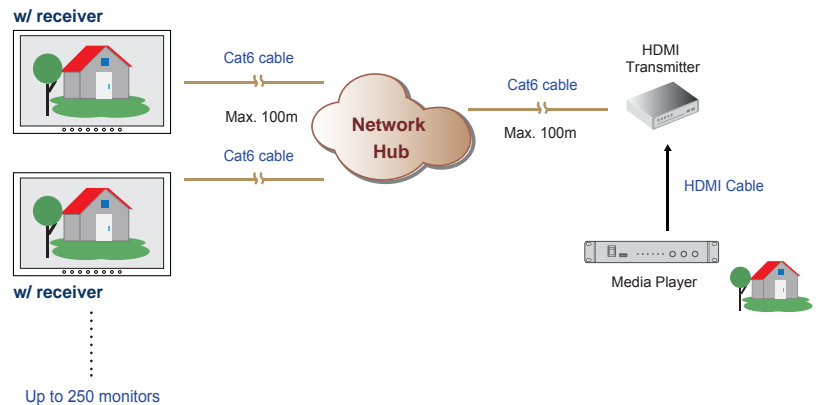 w/ receiver
Cat6 cable
Max. 100m
Cat6 cable
Network
Hub
Cat6 cable
Max. 100m
HDMI
Transmitter
HDMI Cable
Media Player
w/ receiver
Up to 250 monitors